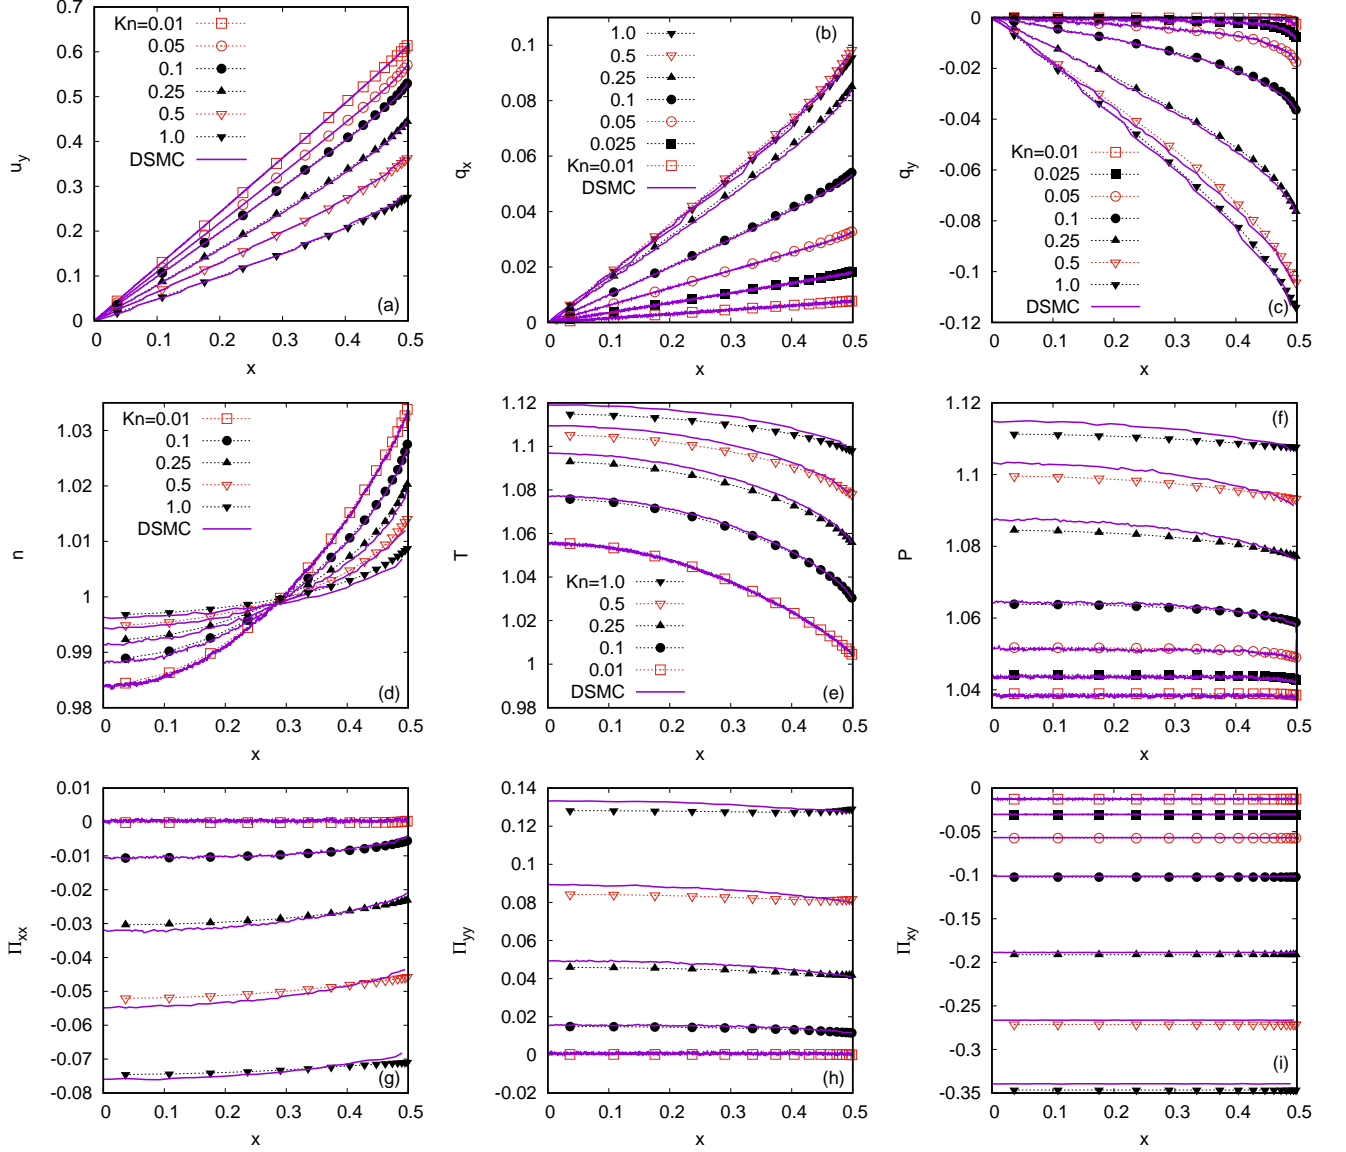 0.7
0.6
0.5
0.4
0.3
0.2
0.1
0
u_y
Kn=0.01
0.05
0.1
0.25
0.5
1.0
DSMC
(a)
0 0.1 0.2 0.3 0.4 0.5
x
0.1
0.08
0.06
0.04
0.02
0
q_x
1.0
0.5
0.25
0.1
0.05
0.025
Kn=0.01
DSMC
(b)
0 0.1 0.2 0.3 0.4 0.5
x
0
-0.02
-0.04
-0.06
-0.08
-0.1
-0.12
q_y
Kn=0.01
0.025
0.05
0.1
0.25
0.5
1.0
DSMC
(c)
0 0.1 0.2 0.3 0.4 0.5
x
1.03
1.02
1.01
1
0.99
0.98
n
Kn=0.01
0.1
0.25
0.5
1.0
DSMC
(d)
0 0.1 0.2 0.3 0.4 0.5
x
1.12
1.1
1.08
1.06
1.04
1.02
1
0.98
T
Kn=1.0
0.5
0.25
0.1
0.01
DSMC
(e)
0 0.1 0.2 0.3 0.4 0.5
x
1.12
1.1
1.08
1.06
1.04
P
(f)
0 0.1 0.2 0.3 0.4 0.5
x
0.01
0
-0.01
-0.02
-0.03
-0.04
-0.05
-0.06
-0.07
-0.08
Π_xx
(g)
0 0.1 0.2 0.3 0.4 0.5
x
0.14
0.12
0.1
0.08
0.06
0.04
0.02
0
-0.02
Π_yy
(h)
0 0.1 0.2 0.3 0.4 0.5
x
0
-0.05
-0.1
-0.15
-0.2
-0.25
-0.3
-0.35
Π_xy
(i)
0 0.1 0.2 0.3 0.4 0.5
x